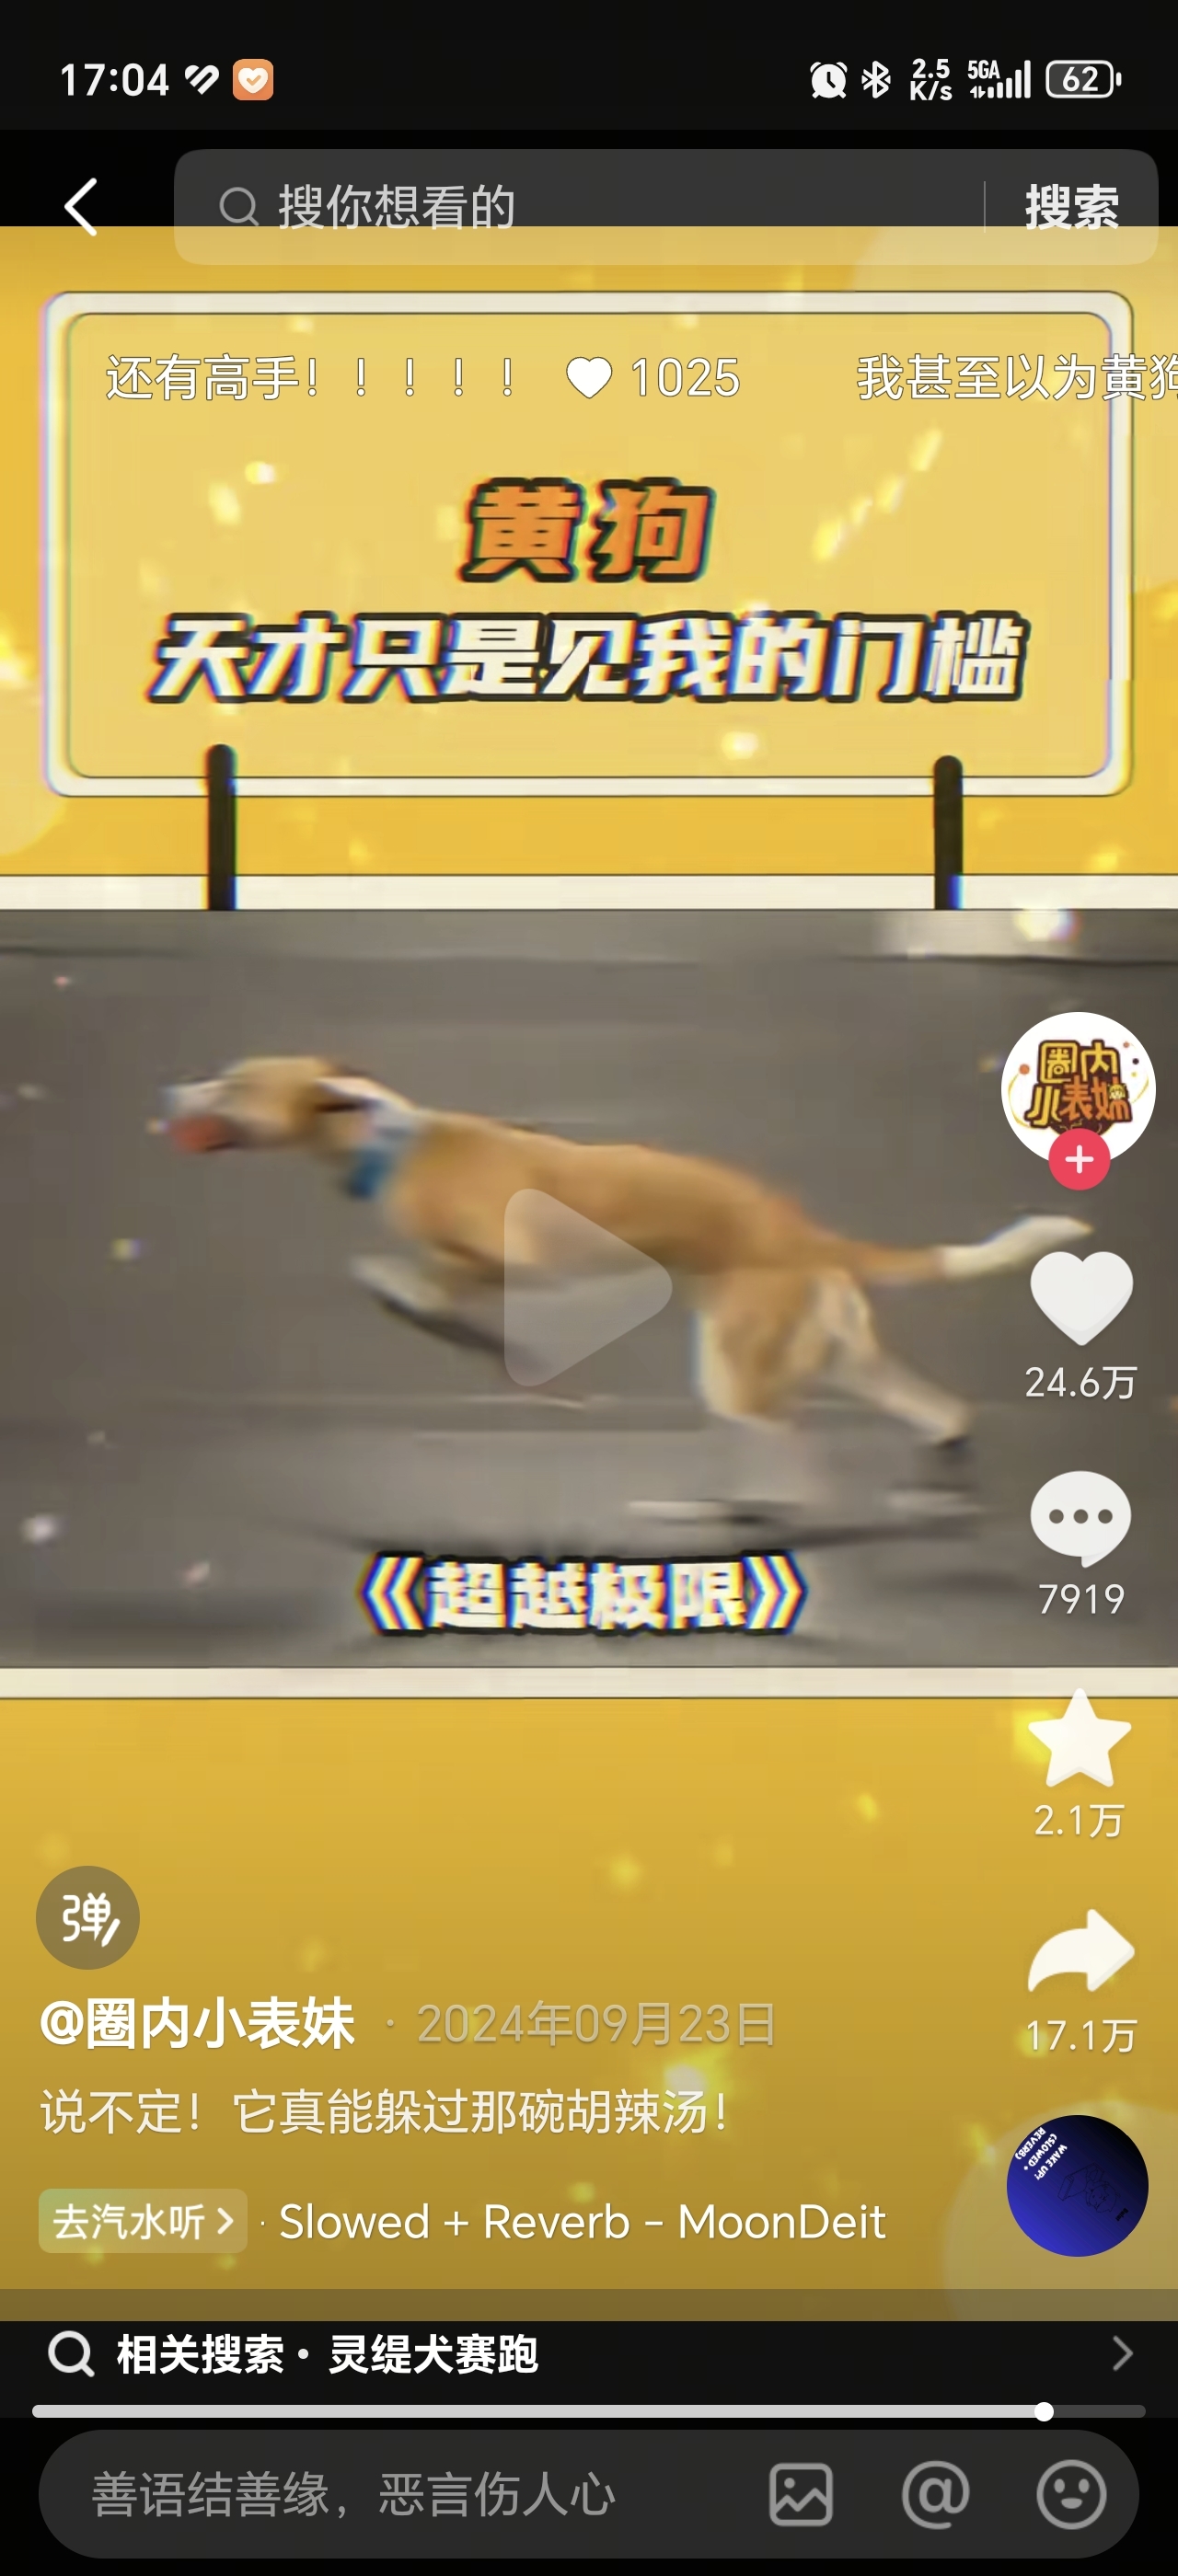 17:04
2.5 K/s
5GA
62
搜你想看的
搜索
还有高手！！！！！ 1025
我甚至以为黄狗
黄狗
天才只是见我的门槛
圈内
小表妹
24.6万
7919
《超越极限》
2.1万
弹
17.1万
@圈内小表妹 · 2024年09月23日
说不定！它真能躲过那碗胡辣汤！
WAKE UP!
(SLOWED +
REVERB)
去汽水听 · Slowed + Reverb - MoonDeit
相关搜索 · 灵缇犬赛跑
善语结善缘，恶言伤人心